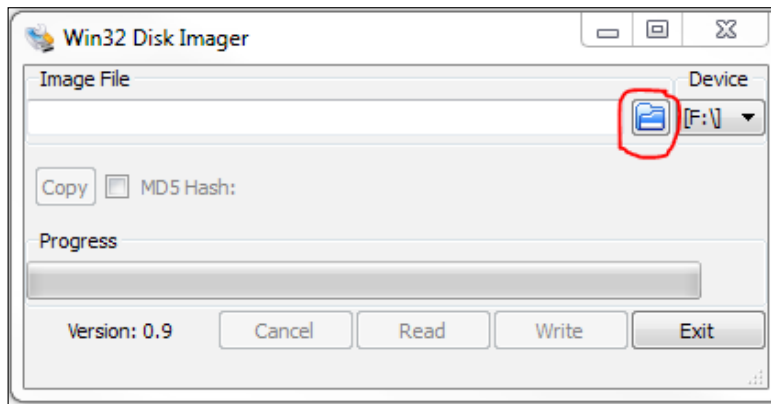 Win32 Disk Imager
Image File
Device
[F:\]
Copy
MD5 Hash:
Progress
Version: 0.9
Cancel
Read
Write
Exit